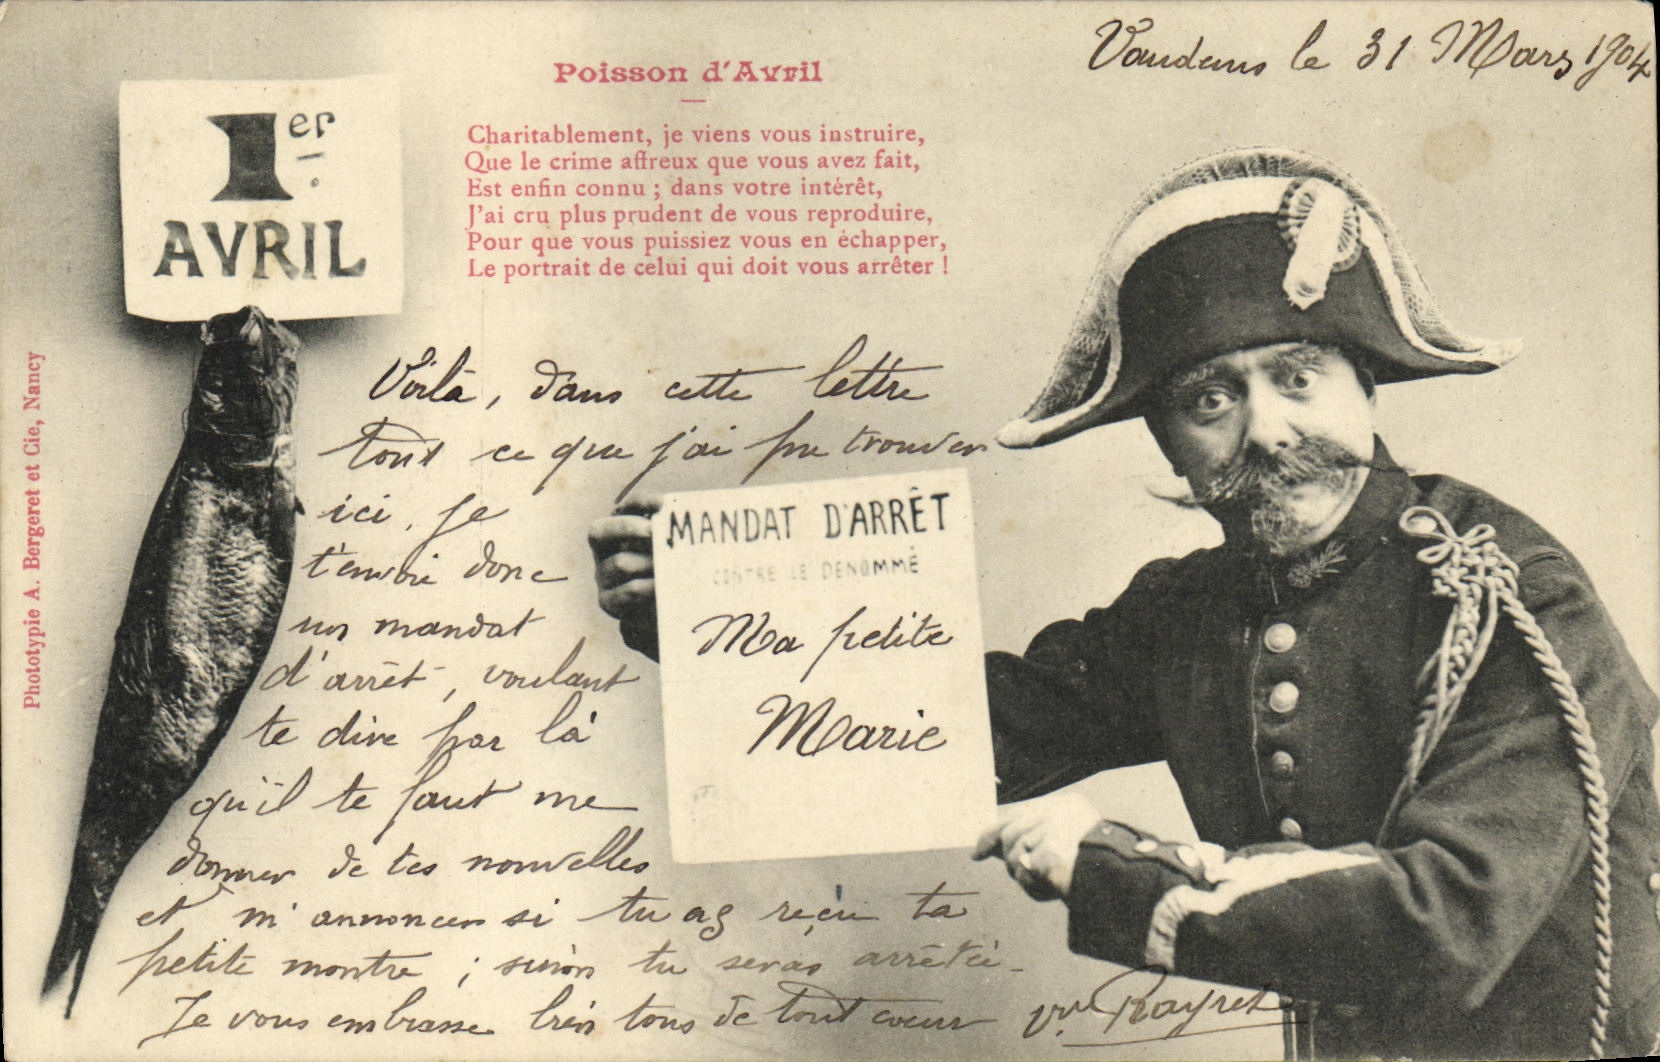 Vaudens le 31 Mars 1904
Poisson d'Avril
1er
AVRIL
Charitablement, je viens vous instruire,
Que le crime affreux que vous avez fait,
Est enfin connu ; dans votre intérêt,
J'ai cru plus prudent de vous reproduire,
Pour que vous puissiez vous en échapper,
Le portrait de celui qui doit vous arrêter !
Phototypie A. Bergeret et Cie, Nancy
Voilà, dans cette lettre
tout ce que j'ai pu trouver
ici. Je
t'envoie donc
un mandat
d'arrêt, voulant
te dire par là
qu'il te faut me
donner de tes nouvelles
et m'annoncer si tu as reçu ta
petite montre ; sinon tu seras arrêtée.
Je vous embrasse bien tous de tout coeur
MANDAT D'ARRÊT
CONTRE LE DÉNOMMÉ
Ma petite
Marie